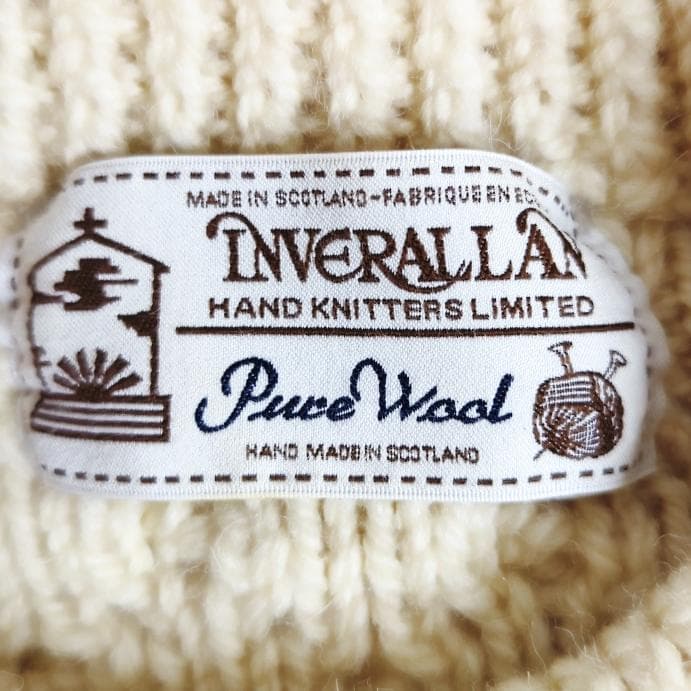 MADE IN SCOTLAND-FABRIQUE EN
INVERALLAN
HAND KNITTERS LIMITED
Pure Wool
HAND MADE IN SCOTLAND